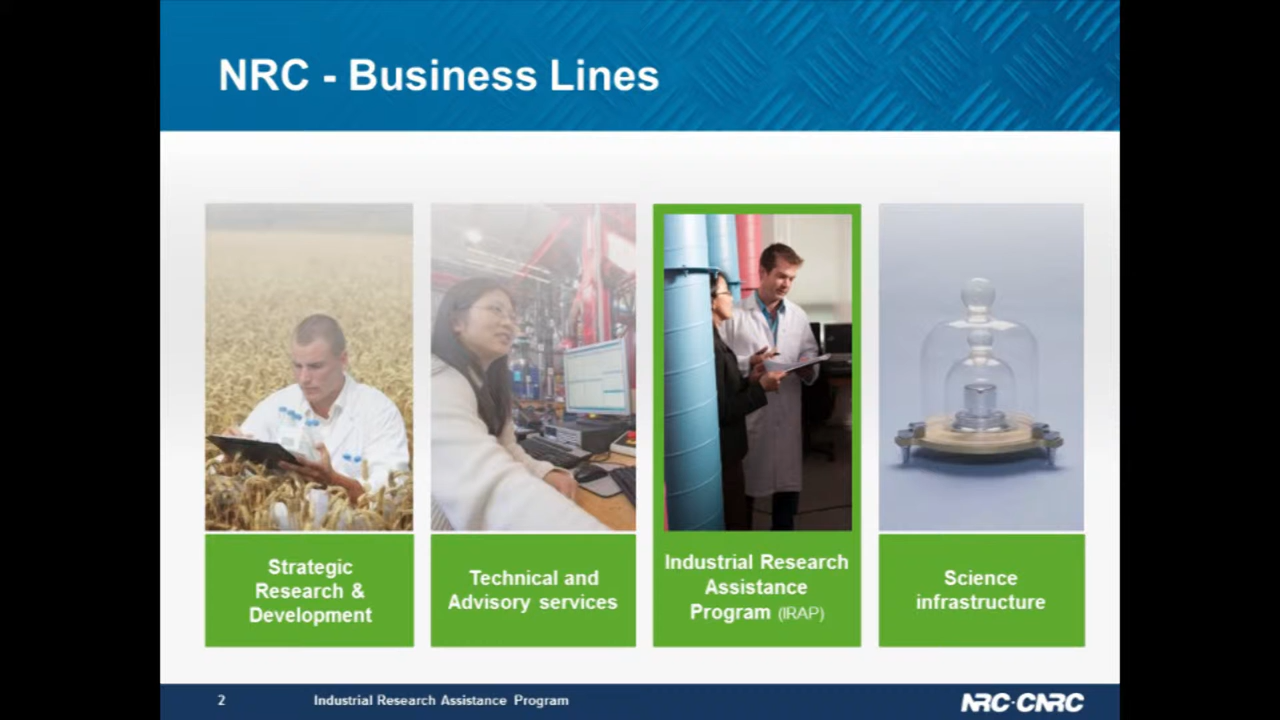 NRC - Business Lines
Strategic
Research &
Development
Technical and
Advisory services
Industrial Research
Assistance
Program (IRAP)
Science
infrastructure
2
Industrial Research Assistance Program
NRC·CNRC